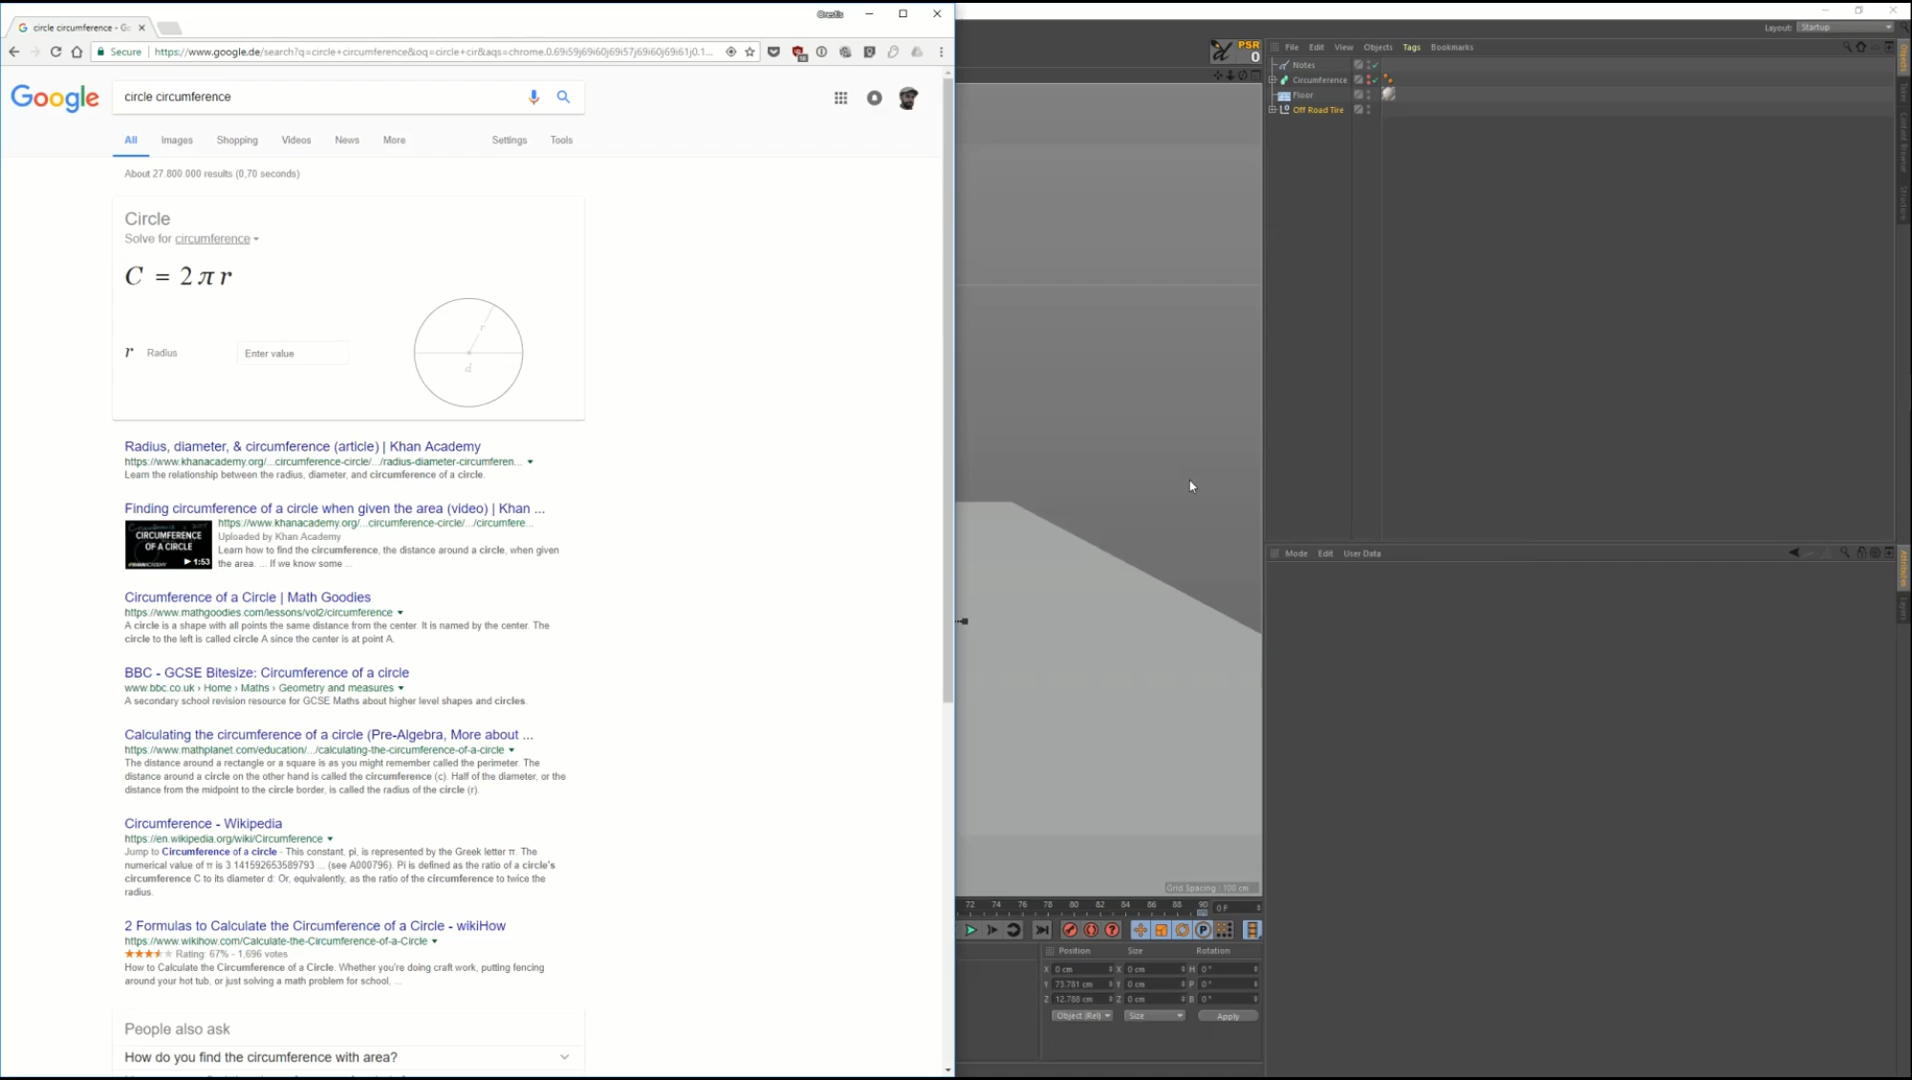 circle circumference - Go
Orestis
Secure
https://www.google.de/search?q=circle+circumference&oq=circle+cir&aqs=chrome.0.69i59j69i60j69i57j69i60j69i61j0.1...
Google
circle circumference
All
Images
Shopping
Videos
News
More
Settings
Tools
About 27.800.000 results (0,70 seconds)
Circle
Solve for circumference
C = 2 π r
r Radius
Enter value
r
d
Radius, diameter, & circumference (article) | Khan Academy
https://www.khanacademy.org/...circumference-circle/.../radius-diameter-circumferen...
Learn the relationship between the radius, diameter, and circumference of a circle.
Finding circumference of a circle when given the area (video) | Khan ...
CIRCUMFERENCE
OF A CIRCLE
1:53
https://www.khanacademy.org/...circumference-circle/.../circumfere...
Uploaded by Khan Academy
Learn how to find the circumference, the distance around a circle, when given
the area. ... If we know some ...
Circumference of a Circle | Math Goodies
https://www.mathgoodies.com/lessons/vol2/circumference
A circle is a shape with all points the same distance from the center. It is named by the center. The
circle to the left is called circle A since the center is at point A.
BBC - GCSE Bitesize: Circumference of a circle
www.bbc.co.uk › Home › Maths › Geometry and measures
A secondary school revision resource for GCSE Maths about higher level shapes and circles.
Calculating the circumference of a circle (Pre-Algebra, More about ...
https://www.mathplanet.com/education/.../calculating-the-circumference-of-a-circle
The distance around a rectangle or a square is as you might remember called the perimeter. The
distance around a circle on the other hand is called the circumference (c). Half of the diameter, or the
distance from the midpoint to the circle border, is called the radius of the circle (r).
Circumference - Wikipedia
https://en.wikipedia.org/wiki/Circumference
Jump to Circumference of a circle - This constant, pi, is represented by the Greek letter π. The
numerical value of π is 3.141592653589793 ... (see A000796). Pi is defined as the ratio of a circle's
circumference C to its diameter d: Or, equivalently, as the ratio of the circumference to twice the
radius.
2 Formulas to Calculate the Circumference of a Circle - wikiHow
https://www.wikihow.com/Calculate-the-Circumference-of-a-Circle
Rating: 67% - 1,696 votes
How to Calculate the Circumference of a Circle. Whether you're doing craft work, putting fencing
around your hot tub, or just solving a math problem for school, ...
People also ask
How do you find the circumference with area?
Layout: Startup
PSR
0
File Edit View Objects Tags Bookmarks
Notes
Circumference
Floor
Off Road Tire
Objects
Takes
Content Browser
Structure
Mode Edit User Data
Attributes
Layers
Grid Spacing : 100 cm
72 74 76 78 80 82 84 86 88 90
0 F
P
Position Size Rotation
X 0 cm X 0 cm H 0 °
Y 73.781 cm Y 0 cm P 0 °
Z 12.788 cm Z 0 cm B 0 °
Object (Rel) Size Apply